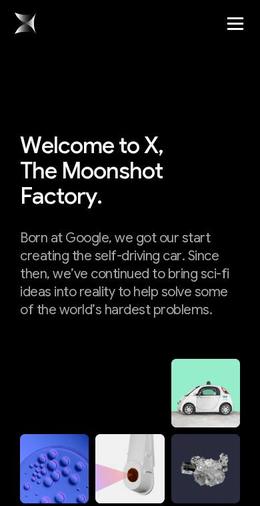 Welcome to X,
The Moonshot
Factory.
Born at Google, we got our start
creating the self-driving car. Since
then, we've continued to bring sci-fi
ideas into reality to help solve some
of the world's hardest problems.